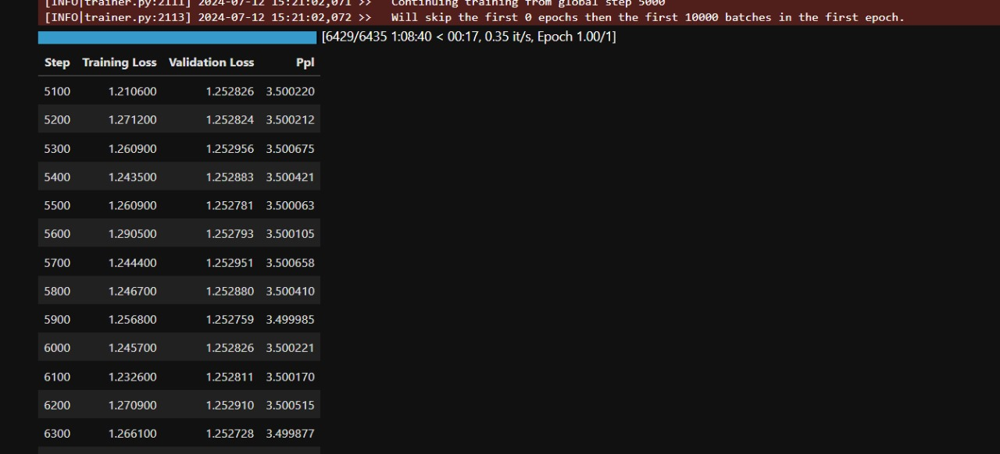 [INFO|trainer.py:2111] 2024-07-12 15:21:02,071 >>   Continuing training from global step 5000
[INFO|trainer.py:2113] 2024-07-12 15:21:02,072 >>   Will skip the first 0 epochs then the first 10000 batches in the first epoch.
[6429/6435 1:08:40 < 00:17, 0.35 it/s, Epoch 1.00/1]
Step Training Loss Validation Loss Ppl
5100 1.210600 1.252826 3.500220
5200 1.271200 1.252824 3.500212
5300 1.260900 1.252956 3.500675
5400 1.243500 1.252883 3.500421
5500 1.260900 1.252781 3.500063
5600 1.290500 1.252793 3.500105
5700 1.244400 1.252951 3.500658
5800 1.246700 1.252880 3.500410
5900 1.256800 1.252759 3.499985
6000 1.245700 1.252826 3.500221
6100 1.232600 1.252811 3.500170
6200 1.270900 1.252910 3.500515
6300 1.266100 1.252728 3.499877